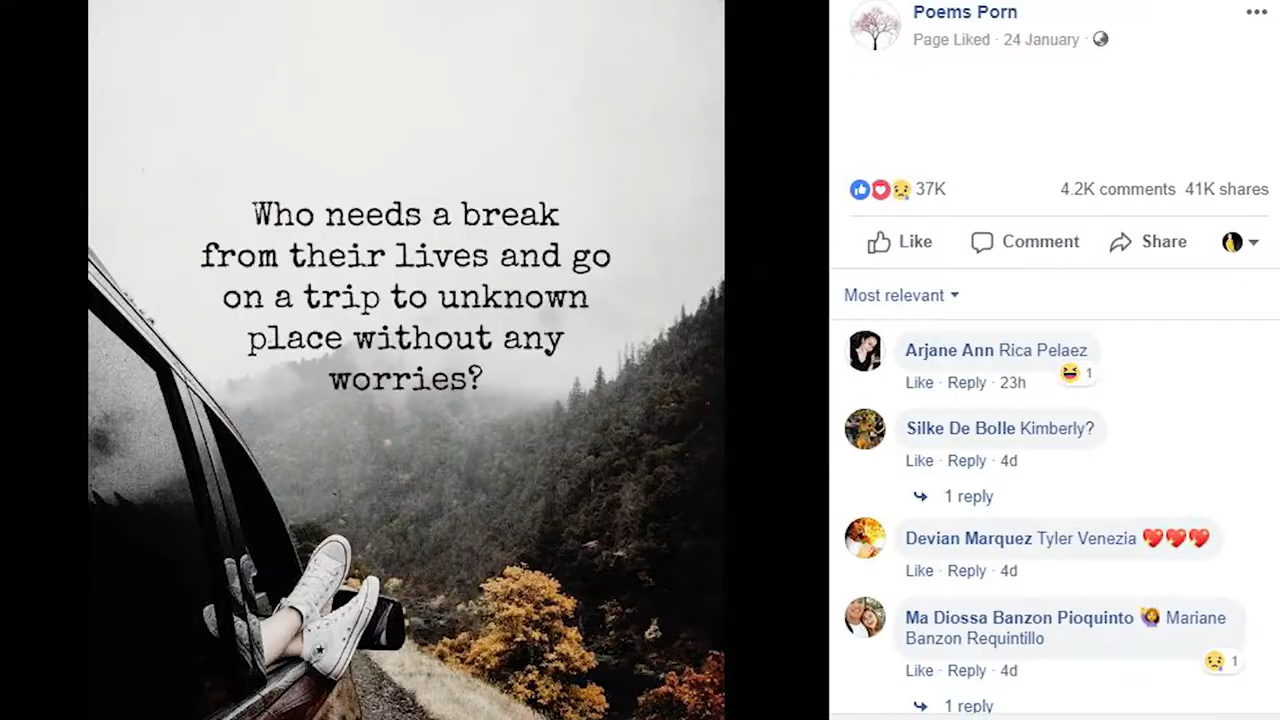 Who needs a break
from their lives and go
on a trip to unknown
place without any
worries?
Poems Porn
Page Liked · 24 January ·
37K
4.2K comments 41K shares
Like Comment Share
Most relevant
Arjane Ann Rica Pelaez
1
Like · Reply · 23h
Silke De Bolle Kimberly?
Like · Reply · 4d
1 reply
Devian Marquez Tyler Venezia ❤️❤️❤️
Like · Reply · 4d
Ma Diossa Banzon Pioquinto 🙋‍♀️ Mariane
Banzon Requintillo
1
Like · Reply · 4d
1 reply